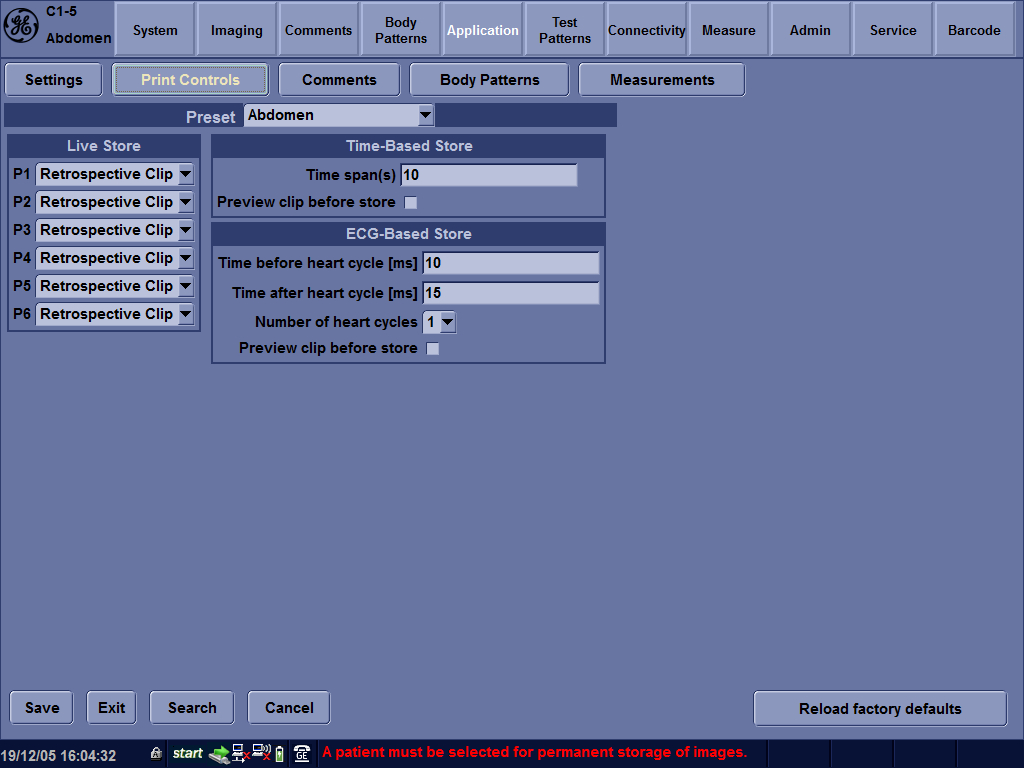 C1-5
Abdomen
System
Imaging
Comments
Body
Patterns
Application
Test
Patterns
Connectivity
Measure
Admin
Service
Barcode
Settings
Print Controls
Comments
Body Patterns
Measurements
Preset Abdomen
Live Store
P1 Retrospective Clip
P2 Retrospective Clip
P3 Retrospective Clip
P4 Retrospective Clip
P5 Retrospective Clip
P6 Retrospective Clip
Time-Based Store
Time span(s) 10
Preview clip before store
ECG-Based Store
Time before heart cycle [ms] 10
Time after heart cycle [ms] 15
Number of heart cycles 1
Preview clip before store
Save
Exit
Search
Cancel
Reload factory defaults
19/12/05 16:04:32
start
GE
A patient must be selected for permanent storage of images.